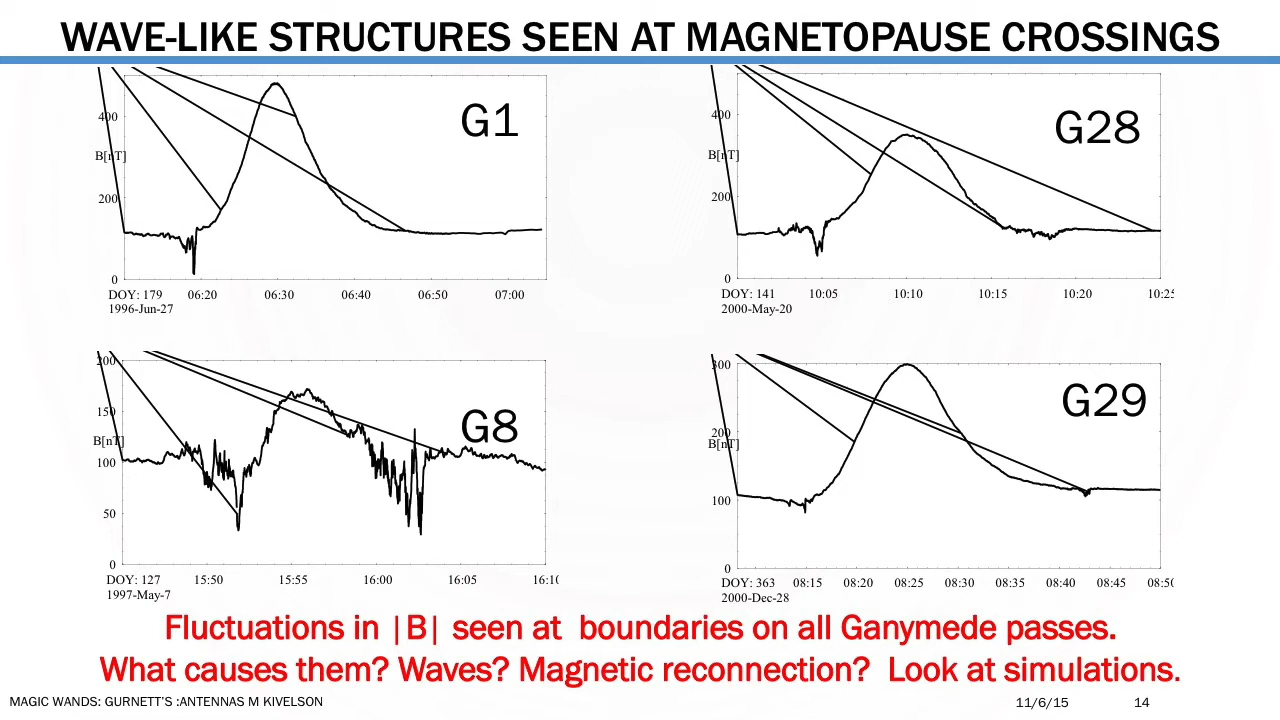 WAVE-LIKE STRUCTURES SEEN AT MAGNETOPAUSE CROSSINGS
G1
400
B[nT]
200
0
DOY: 179 06:20 06:30 06:40 06:50 07:00
1996-Jun-27
G28
400
B[nT]
200
0
DOY: 141 10:05 10:10 10:15 10:20 10:25
2000-May-20
G8
200
150
B[nT]
100
50
0
DOY: 127 15:50 15:55 16:00 16:05 16:10
1997-May-7
G29
300
200
B[nT]
100
0
DOY: 363 08:15 08:20 08:25 08:30 08:35 08:40 08:45 08:50
2000-Dec-28
Fluctuations in |B| seen at boundaries on all Ganymede passes.
What causes them? Waves? Magnetic reconnection? Look at simulations.
MAGIC WANDS: GURNETT'S :ANTENNAS M KIVELSON 11/6/15 14